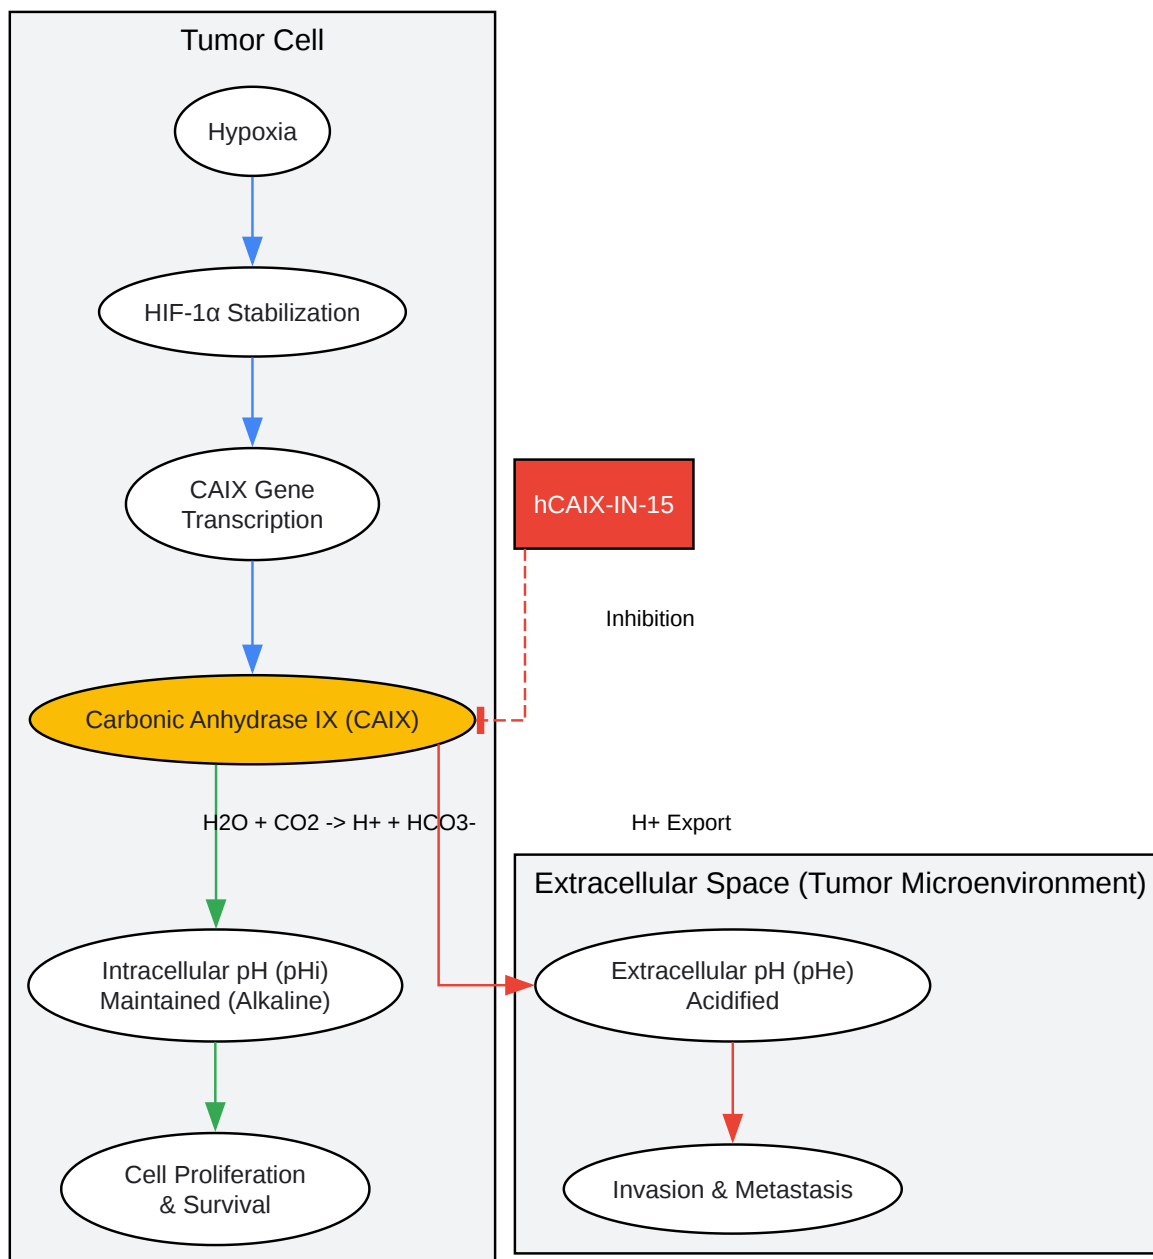 Tumor Cell
Hypoxia
HIF-1α Stabilization
CAIX Gene
Transcription
hCAIX-IN-15
Inhibition
Carbonic Anhydrase IX (CAIX)
H2O + CO2 -> H+ + HCO3-
H+ Export
Extracellular Space (Tumor Microenvironment)
Intracellular pH (pHi)
Maintained (Alkaline)
Extracellular pH (pHe)
Acidified
Cell Proliferation
& Survival
Invasion & Metastasis